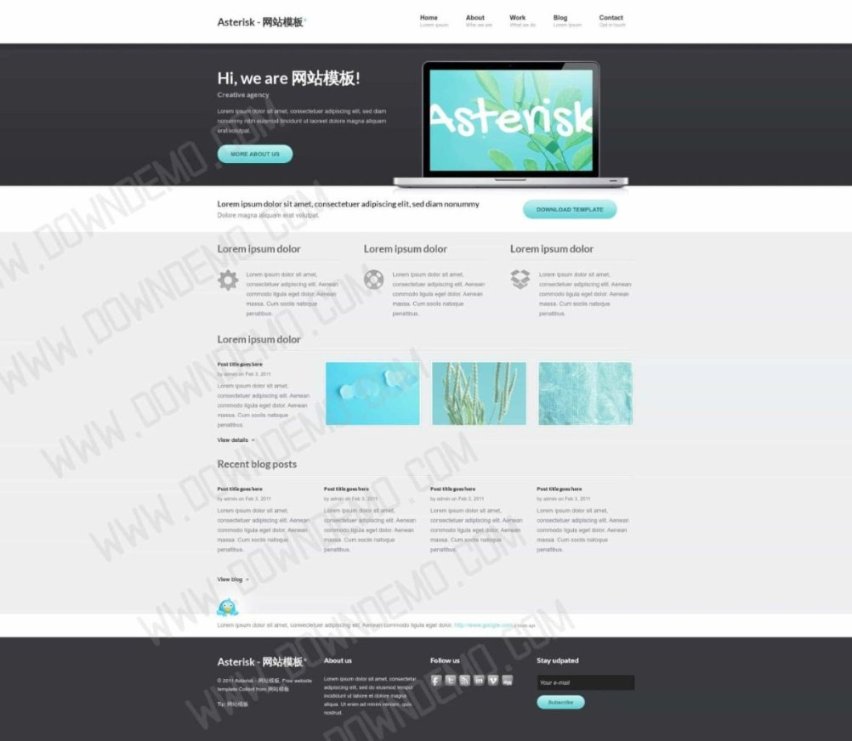 Asterisk - 网站模板*
Home About Work Blog Contact
Lorem ipsum Who we are What we do Lorem ipsum Get in touch
Hi, we are 网站模板!
Creative agency
Lorem ipsum dolor sit amet, consectetuer adipiscing elit, sed diam
nonummy nibh euismod tincidunt ut laoreet dolore magna aliquam
erat volutpat.
MORE ABOUT US
Asterisk
Lorem ipsum dolor sit amet, consectetuer adipiscing elit, sed diam nonummy
Dolore magna aliquam erat volutpat.
DOWNLOAD TEMPLATE
Lorem ipsum dolor
Lorem ipsum dolor sit amet,
consectetuer adipiscing elit. Aenean
commodo ligula eget dolor. Aenean
massa. Cum sociis natoque
penatibus.
Lorem ipsum dolor
Lorem ipsum dolor sit amet,
consectetuer adipiscing elit. Aenean
commodo ligula eget dolor. Aenean
massa. Cum sociis natoque
penatibus.
Lorem ipsum dolor
Lorem ipsum dolor sit amet,
consectetuer adipiscing elit. Aenean
commodo ligula eget dolor. Aenean
massa. Cum sociis natoque
penatibus.
Lorem ipsum dolor
Post title goes here
by admin on Feb 3, 2011
Lorem ipsum dolor sit amet,
consectetuer adipiscing elit. Aenean
commodo ligula eget dolor. Aenean
massa. Cum sociis natoque
penatibus.
View details
Recent blog posts
Post title goes here
by admin on Feb 3, 2011
Lorem ipsum dolor sit amet,
consectetuer adipiscing elit. Aenean
commodo ligula eget dolor. Aenean
massa. Cum sociis natoque
penatibus.
Post title goes here
by admin on Feb 3, 2011
Lorem ipsum dolor sit amet,
consectetuer adipiscing elit. Aenean
commodo ligula eget dolor. Aenean
massa. Cum sociis natoque
penatibus.
Post title goes here
by admin on Feb 3, 2011
Lorem ipsum dolor sit amet,
consectetuer adipiscing elit. Aenean
commodo ligula eget dolor. Aenean
massa. Cum sociis natoque
penatibus.
Post title goes here
by admin on Feb 3, 2011
Lorem ipsum dolor sit amet,
consectetuer adipiscing elit. Aenean
commodo ligula eget dolor. Aenean
massa. Cum sociis natoque
penatibus.
View blog
Lorem ipsum dolor sit amet, consectetuer adipiscing elit. Aenean commodo ligula eget dolor. http://www.google.com
Asterisk - 网站模板*
© 2011 Asterisk - 网站模板. Free website
template Coded from 网站模板
Tip: 网站模板
About us
Lorem ipsum dolor sit amet, consectetur
adipisicing elit, sed do eiusmod tempor
incididunt ut labore et dolore magna
aliqua. Ut enim ad minim veniam, quis
nostrud.
Follow us
Stay udpated
Your e-mail
Subscribe
WWW.DOWNDEMO.COM
WWW.DOWNDEMO.COM
WWW.DOWNDEMO.COM
WWW.DOWNDEMO.COM
WWW.DOWNDEMO.COM
WWW.DOWNDEMO.COM